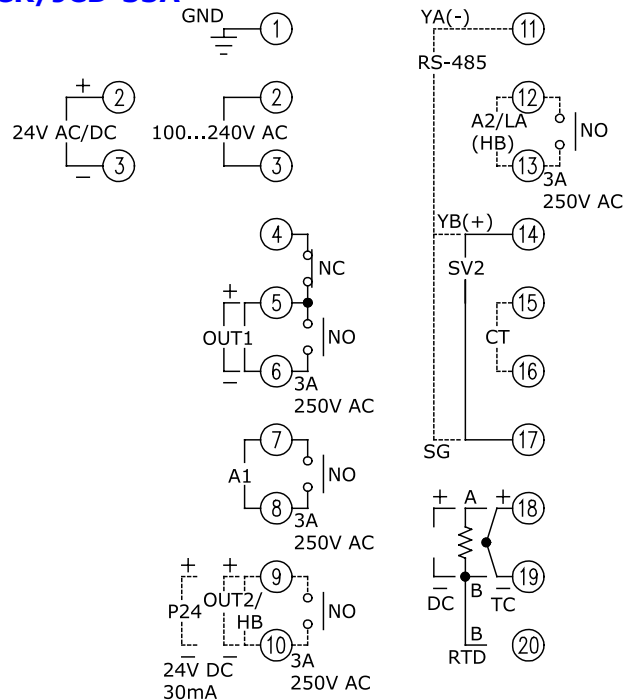 GND
1
+
2
24V AC/DC
−
3
2
100...240V AC
3
4
NC
+
5
OUT1
NO
−
6
3A
250V AC
7
A1
NO
8
3A
250V AC
+
+
9
P24
OUT2/
HB
NO
−
−
10
3A
24V DC
250V AC
30mA
YA(-)
11
RS-485
12
A2/LA
NO
(HB)
13
3A
250V AC
YB(+)
14
SV2
15
CT
16
17
SG
+
A
+
18
−
−
19
DC
B
TC
B
20
RTD